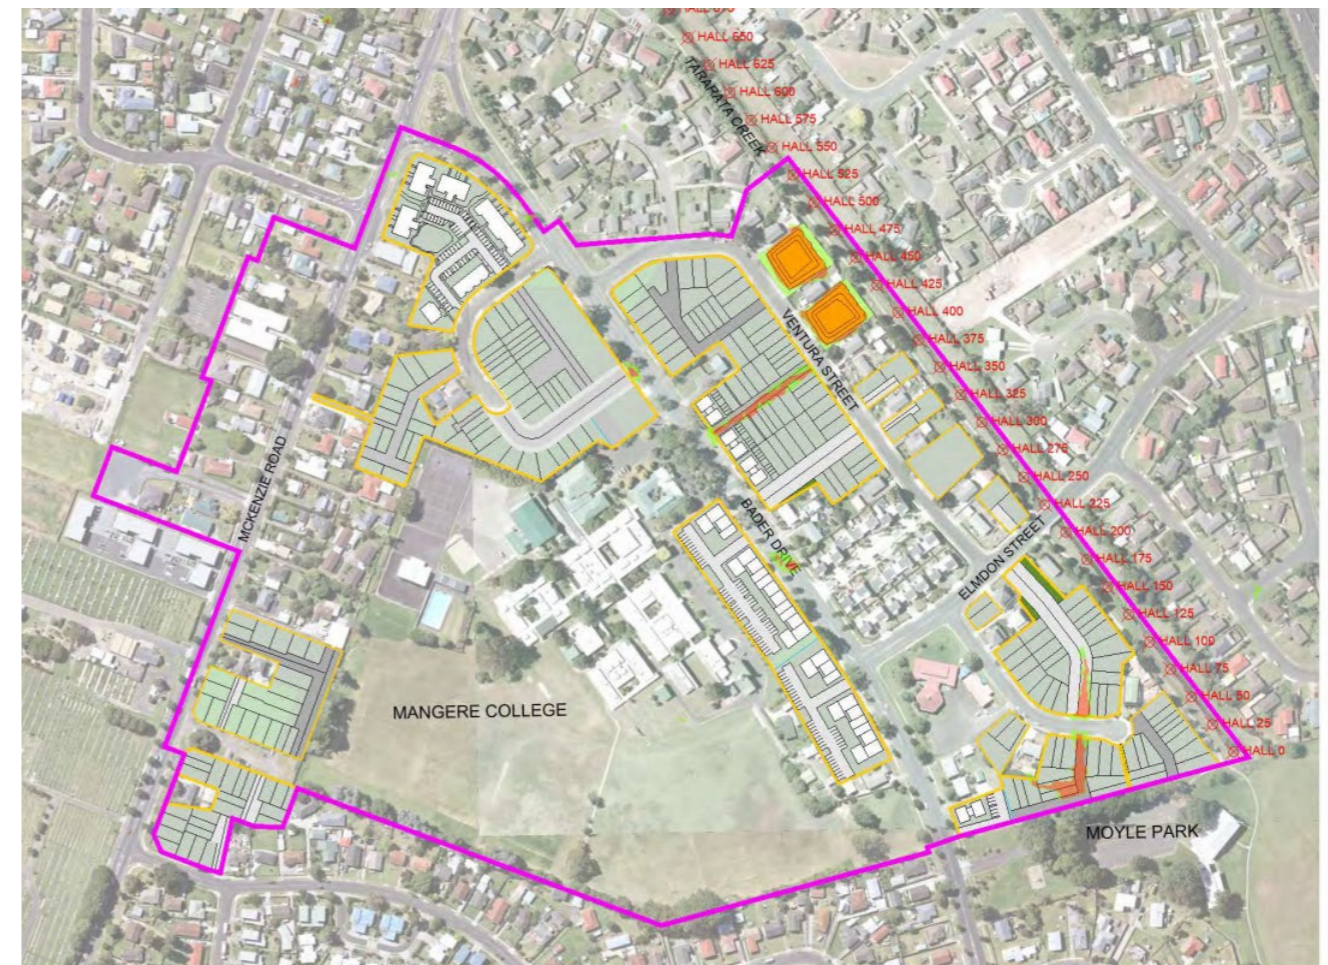 HALL 650
HALL 625
TARARATA CREEK
HALL 600
HALL 575
HALL 550
HALL 525
HALL 500
HALL 475
HALL 450
HALL 425
HALL 400
VENTURA STREET
HALL 375
HALL 350
HALL 325
HALL 300
HALL 275
HALL 250
MCKENZIE ROAD
HALL 225
BADER DRIVE
HALL 200
ELMDON STREET
HALL 175
HALL 150
HALL 125
HALL 100
HALL 75
HALL 50
MANGERE COLLEGE
HALL 25
HALL 0
MOYLE PARK